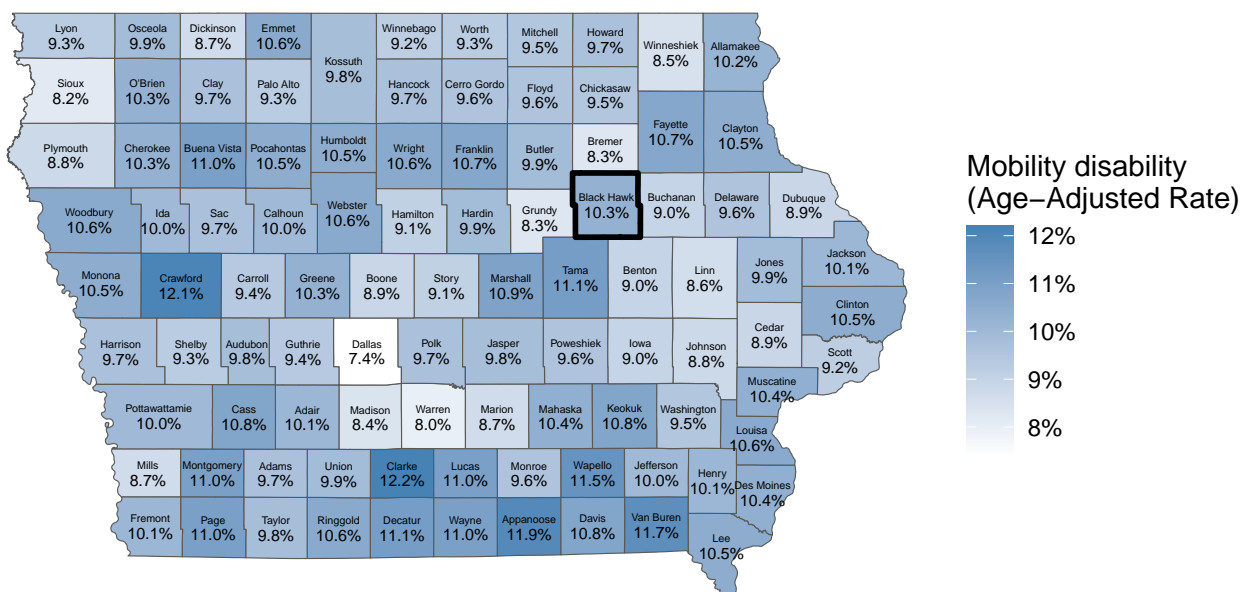 Lyon
9.3%
Osceola
9.9%
Dickinson
8.7%
Emmet
10.6%
Kossuth
9.8%
Winnebago
9.2%
Worth
9.3%
Mitchell
9.5%
Howard
9.7%
Winneshiek
8.5%
Allamakee
10.2%
Sioux
8.2%
O'Brien
10.3%
Clay
9.7%
Palo Alto
9.3%
Hancock
9.7%
Cerro Gordo
9.6%
Floyd
9.6%
Chickasaw
9.5%
Fayette
10.7%
Clayton
10.5%
Plymouth
8.8%
Cherokee
10.3%
Buena Vista
11.0%
Pocahontas
10.5%
Humboldt
10.5%
Wright
10.6%
Franklin
10.7%
Butler
9.9%
Bremer
8.3%
Woodbury
10.6%
Ida
10.0%
Sac
9.7%
Calhoun
10.0%
Webster
10.6%
Hamilton
9.1%
Hardin
9.9%
Grundy
8.3%
Black Hawk
10.3%
Buchanan
9.0%
Delaware
9.6%
Dubuque
8.9%
Monona
10.5%
Crawford
12.1%
Carroll
9.4%
Greene
10.3%
Boone
8.9%
Story
9.1%
Marshall
10.9%
Tama
11.1%
Benton
9.0%
Linn
8.6%
Jones
9.9%
Jackson
10.1%
Clinton
10.5%
Harrison
9.7%
Shelby
9.3%
Audubon
9.8%
Guthrie
9.4%
Dallas
7.4%
Polk
9.7%
Jasper
9.8%
Poweshiek
9.6%
Iowa
9.0%
Johnson
8.8%
Cedar
8.9%
Scott
9.2%
Muscatine
10.4%
Pottawattamie
10.0%
Cass
10.8%
Adair
10.1%
Madison
8.4%
Warren
8.0%
Marion
8.7%
Mahaska
10.4%
Keokuk
10.8%
Washington
9.5%
Louisa
10.6%
Mills
8.7%
Montgomery
11.0%
Adams
9.7%
Union
9.9%
Clarke
12.2%
Lucas
11.0%
Monroe
9.6%
Wapello
11.5%
Jefferson
10.0%
Henry
10.1%
Des Moines
10.4%
Fremont
10.1%
Page
11.0%
Taylor
9.8%
Ringgold
10.6%
Decatur
11.1%
Wayne
11.0%
Appanoose
11.9%
Davis
10.8%
Van Buren
11.7%
Lee
10.5%
Mobility disability
(Age−Adjusted Rate)
12%
11%
10%
9%
8%